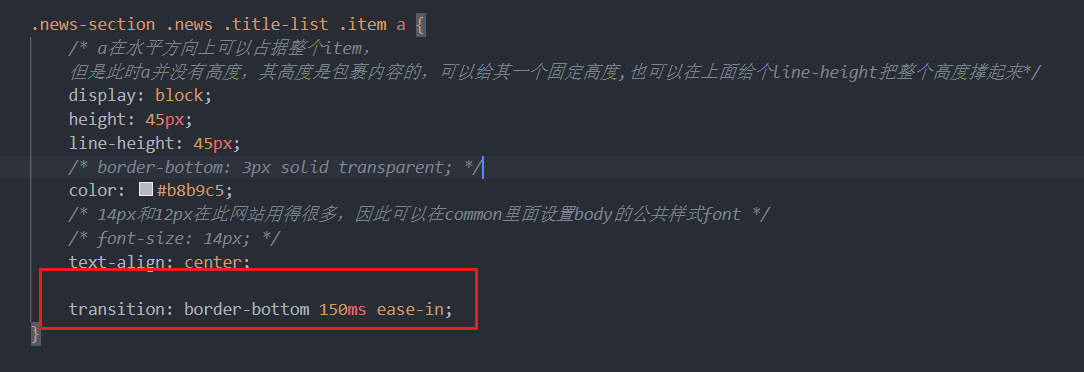 .news-section .news .title-list .item a {
/* a在水平方向上可以占据整个item，
但是此时a并没有高度，其高度是包裹内容的，可以给其一个固定高度,也可以在上面给个line-height把整个高度撑起来*/
display: block;
height: 45px;
line-height: 45px;
/* border-bottom: 3px solid transparent; */
color: #b8b9c5;
/* 14px和12px在此网站用得很多，因此可以在common里面设置body的公共样式font */
/* font-size: 14px; */
text-align: center;
transition: border-bottom 150ms ease-in;
}